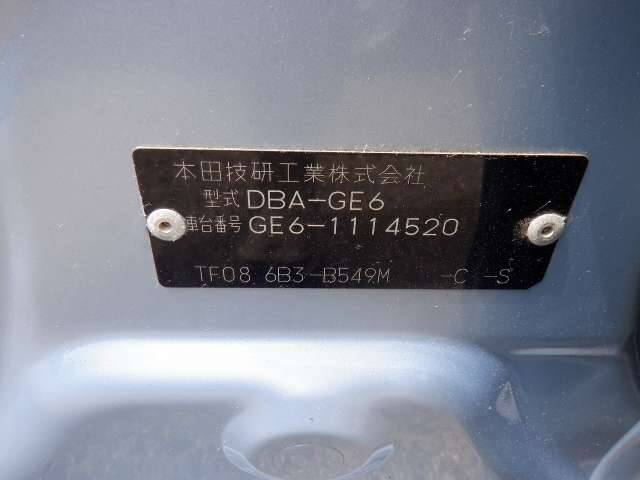 本田技研工業株式会社
型式 DBA-GE6
車台番号 GE6-1114520
TF08 6B3-B549M -C -S